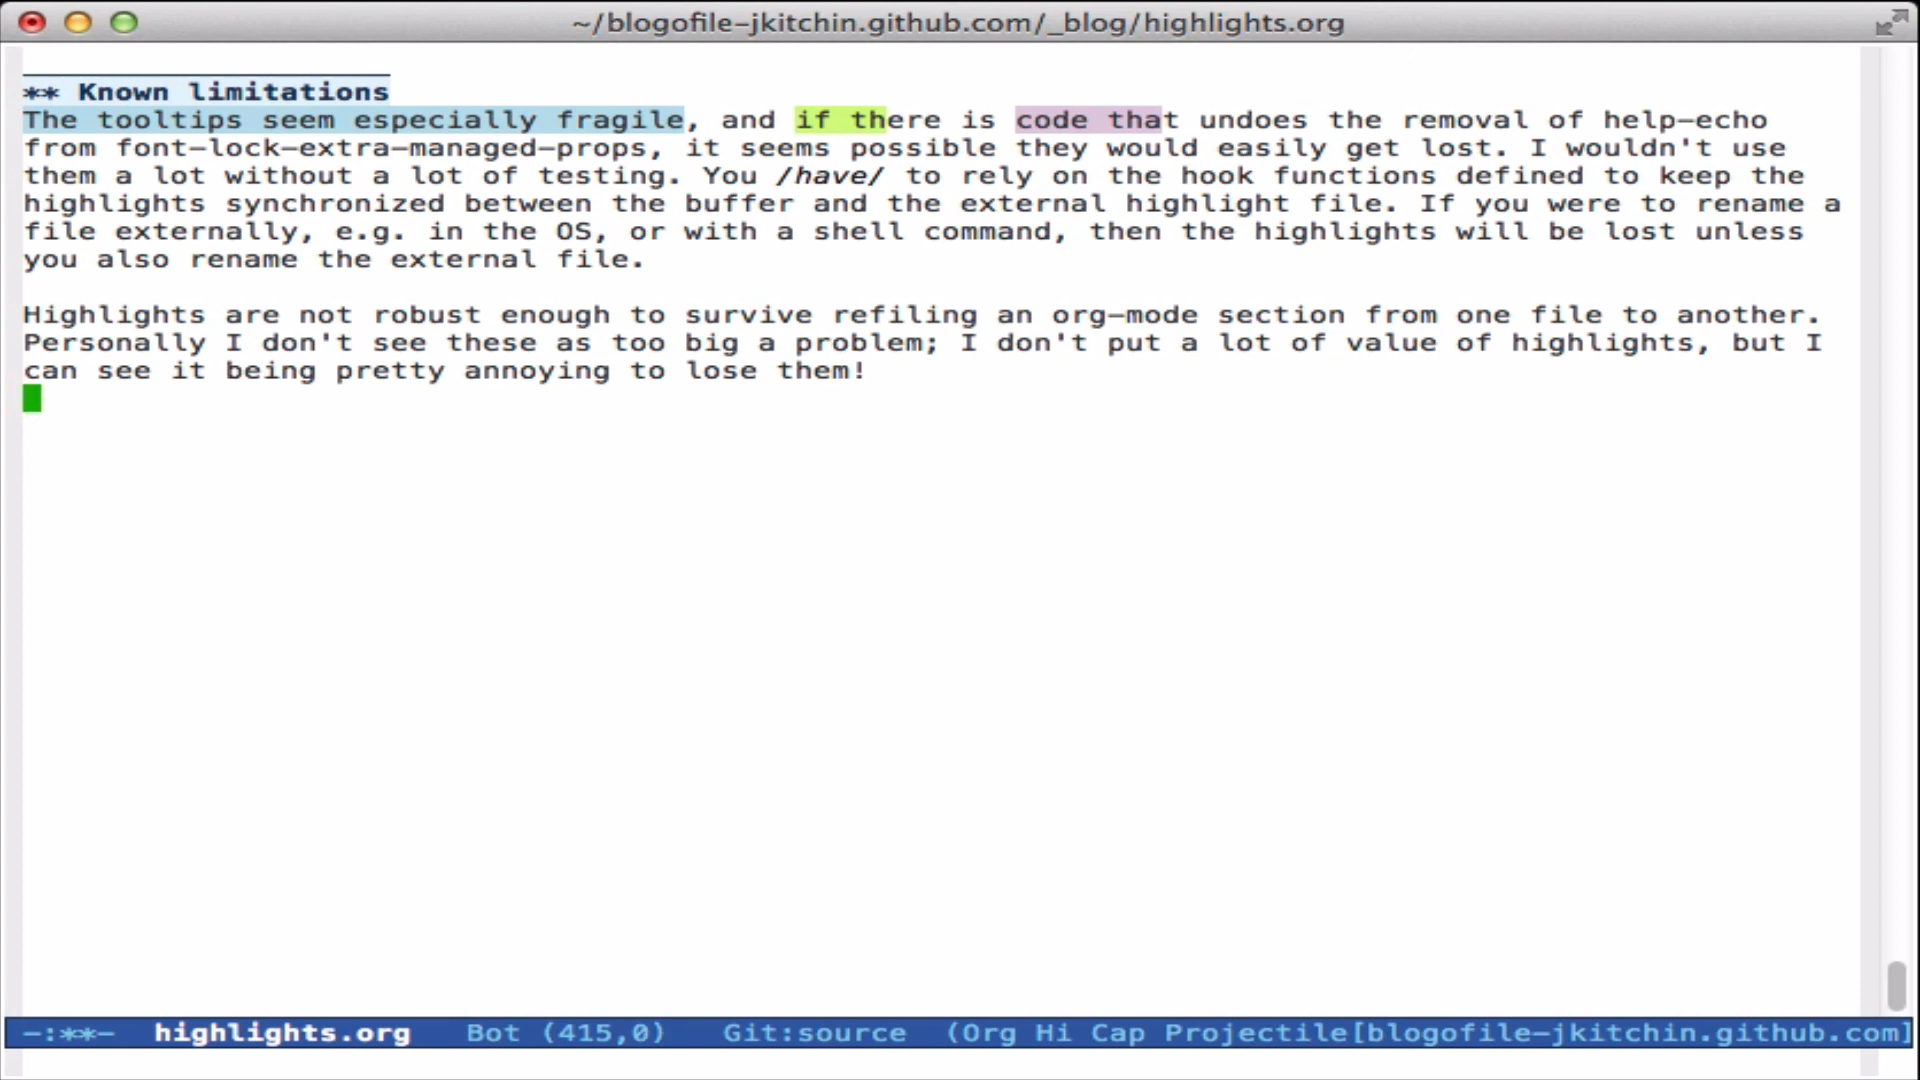 ~/blogofile-jkitchin.github.com/_blog/highlights.org
** Known limitations
The tooltips seem especially fragile, and if there is code that undoes the removal of help-echo
from font-lock-extra-managed-props, it seems possible they would easily get lost. I wouldn't use
them a lot without a lot of testing. You /have/ to rely on the hook functions defined to keep the
highlights synchronized between the buffer and the external highlight file. If you were to rename a
file externally, e.g. in the OS, or with a shell command, then the highlights will be lost unless
you also rename the external file.
Highlights are not robust enough to survive refiling an org-mode section from one file to another.
Personally I don't see these as too big a problem; I don't put a lot of value of highlights, but I
can see it being pretty annoying to lose them!
-:**-  highlights.org   Bot (415,0)   Git:source  (Org Hi Cap Projectile[blogofile-jkitchin.github.com]